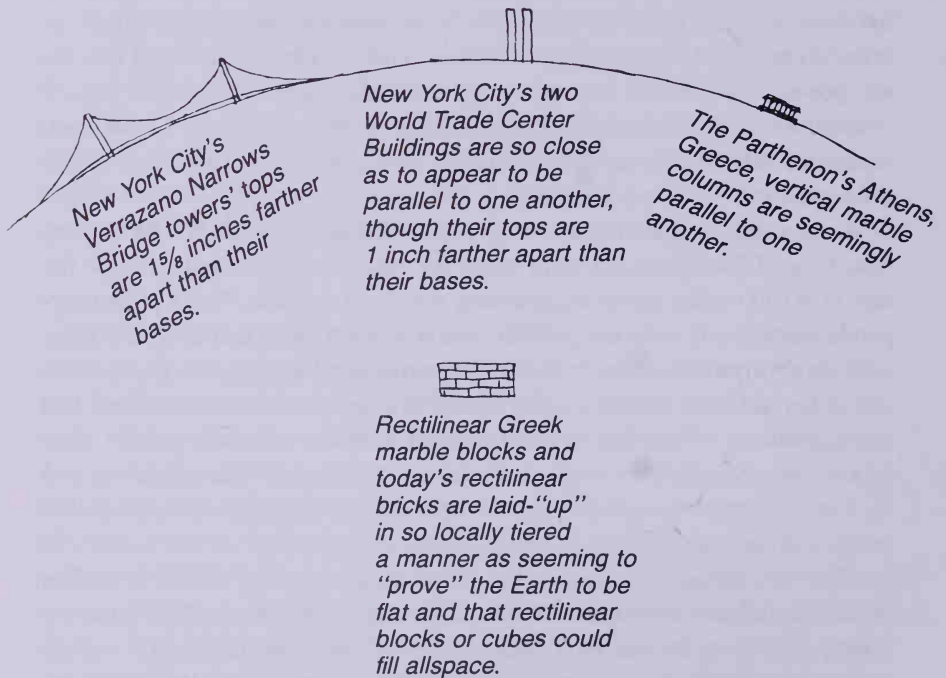 New York City's
Verrazano Narrows
Bridge towers' tops
are 1⅝ inches farther
apart than their
bases.
New York City's two
World Trade Center
Buildings are so close
as to appear to be
parallel to one another,
though their tops are
1 inch farther apart than
their bases.
The Parthenon's Athens,
Greece, vertical marble
columns are seemingly
parallel to one
another.
Rectilinear Greek
marble blocks and
today's rectilinear
bricks are laid-"up"
in so locally tiered
a manner as seeming to
"prove" the Earth to be
flat and that rectilinear
blocks or cubes could
fill allspace.